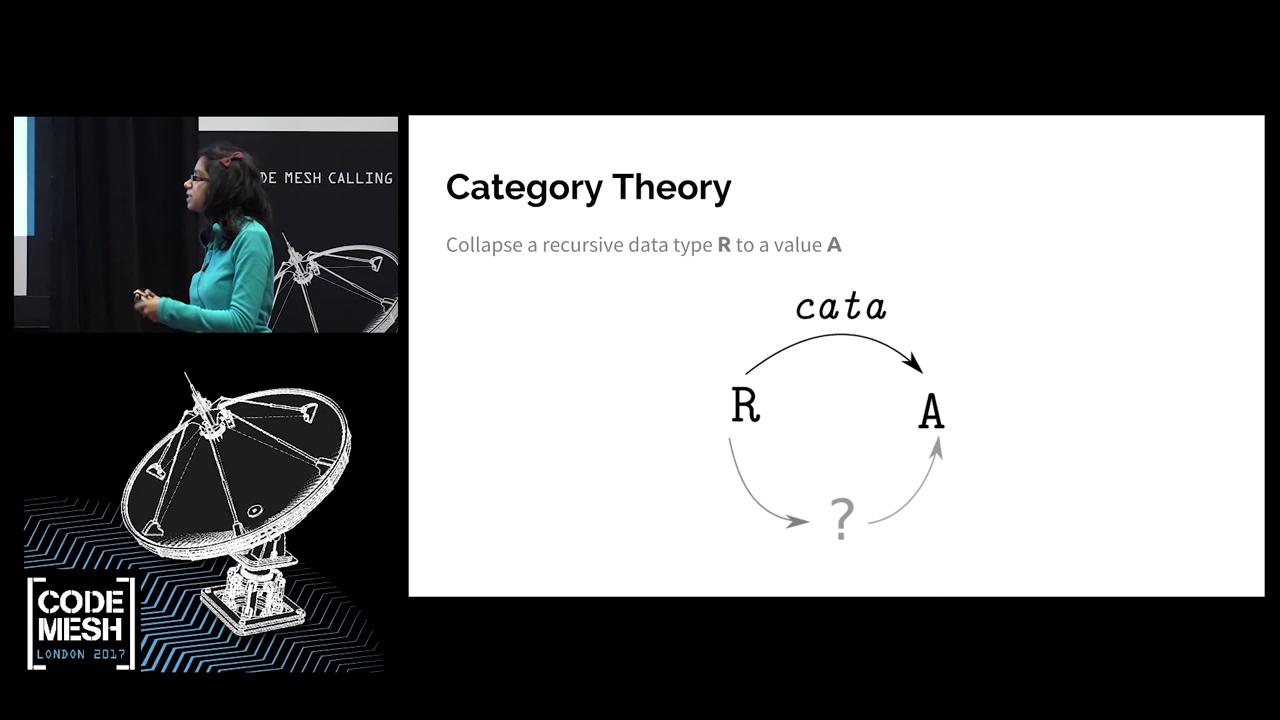 DE MESH CALLING
Category Theory
Collapse a recursive data type R to a value A
cata
R
A
?
[CODE
MESH]
LONDON 2017